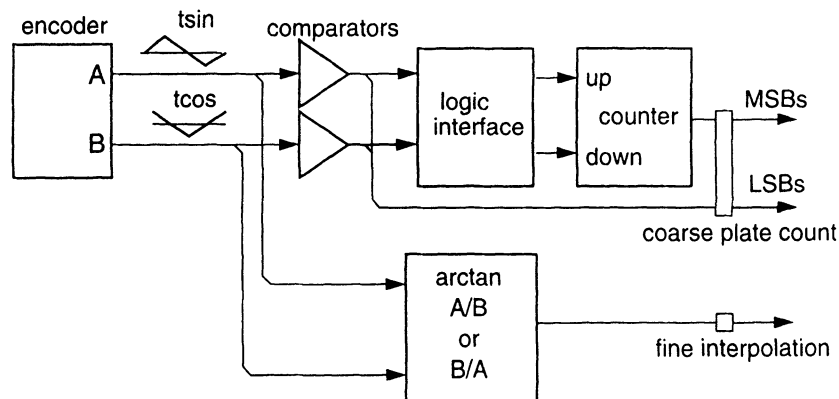 encoder
tsin
comparators
A
tcos
B
logic
interface
up
counter
down
MSBs
LSBs
coarse plate count
arctan
A/B
or
B/A
fine interpolation